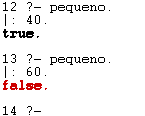 12 ?- pequeno.
|: 40.
true.
13 ?- pequeno.
|: 60.
false.
14 ?-